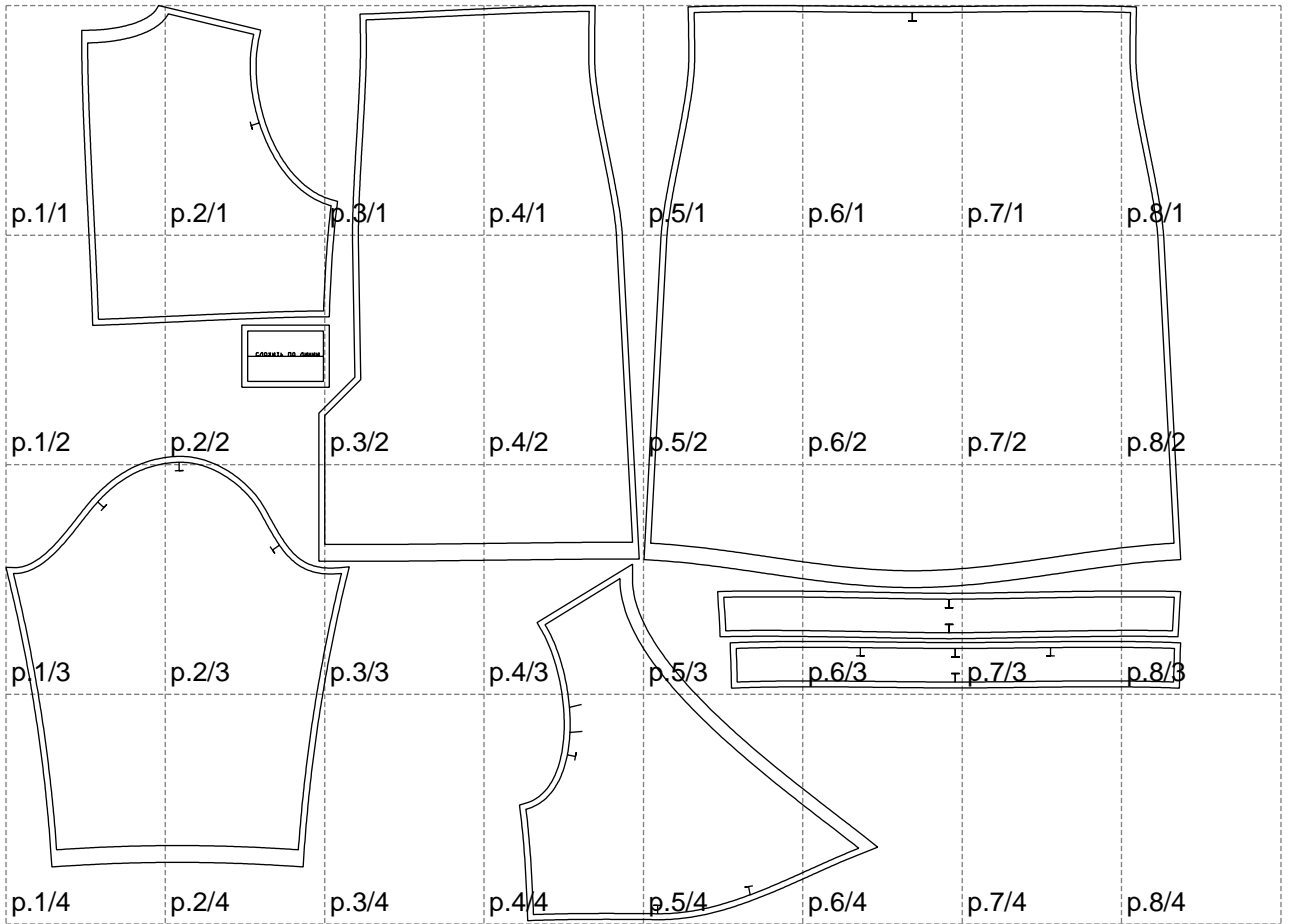 p.1/1 p.2/1 p.3/1 p.4/1 p.5/1 p.6/1 p.7/1 p.8/1
сложить по линии
p.1/2 p.2/2 p.3/2 p.4/2 p.5/2 p.6/2 p.7/2 p.8/2
p.1/3 p.2/3 p.3/3 p.4/3 p.5/3 p.6/3 p.7/3 p.8/3
p.1/4 p.2/4 p.3/4 p.4/4 p.5/4 p.6/4 p.7/4 p.8/4